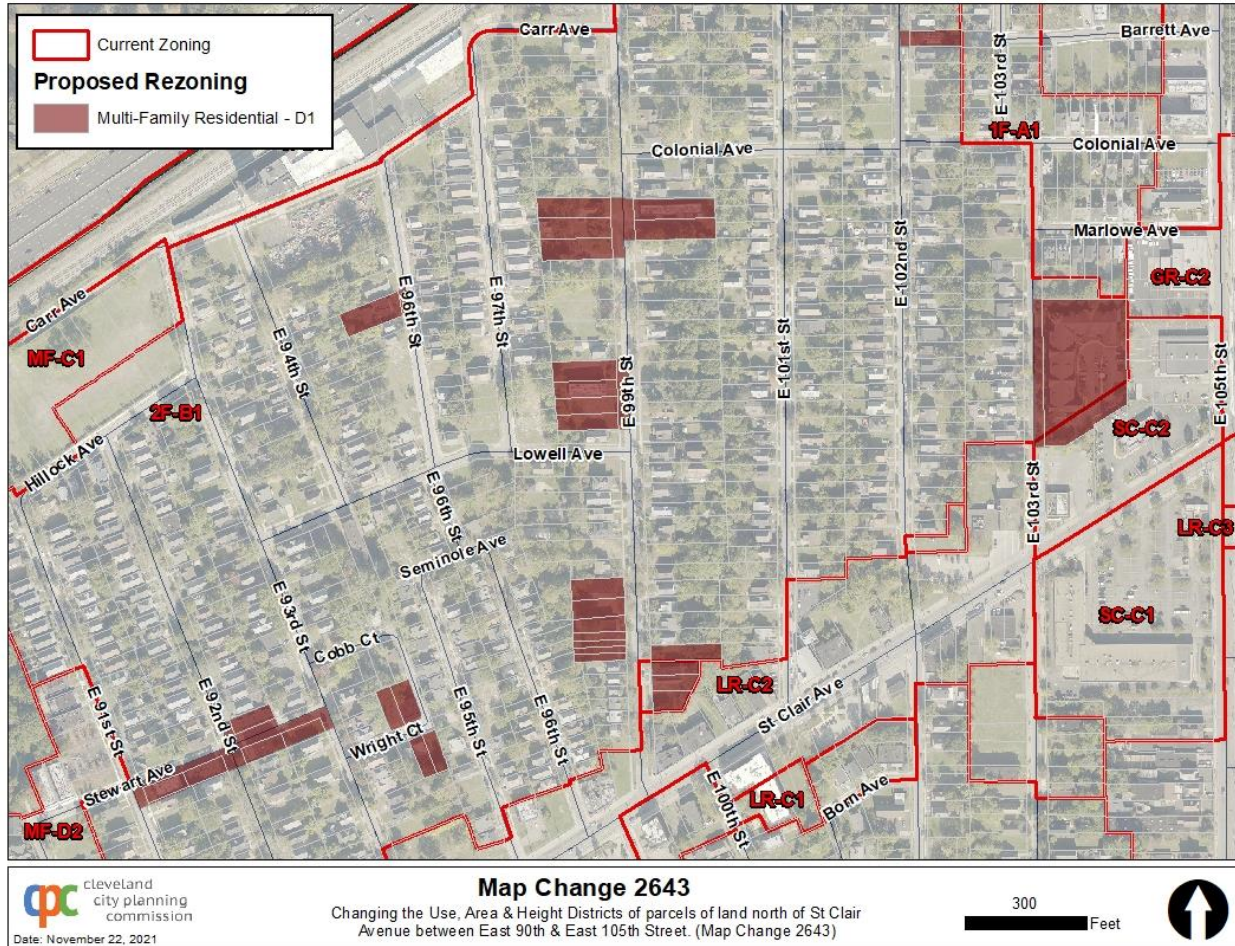 Current Zoning
Proposed Rezoning
Multi-Family Residential - D1
Carr Ave
E 103rd St
Barrett Ave
1F-A1
Colonial Ave
Colonial Ave
Marlowe Ave
E 102nd St
GR-C2
Carr Ave
E 96th St
E 97th St
E 94th St
E 99th St
E 101st St
E 105th St
MF-C1
2F-B1
SC-C2
Hillock Ave
Lowell Ave
E 96th St
E 103rd St
LR-C3
Seminole Ave
E 93rd St
SC-C1
Cobb Ct
LR-C2
St Clair Ave
E 91st St
E 92nd St
Wright Ct
E 95th St
E 96th St
Stewart Ave
E 100th St
LR-C1
Born Ave
MF-D2
cpc cleveland
city planning
commission
Date: November 22, 2021
Map Change 2643
Changing the Use, Area & Height Districts of parcels of land north of St Clair
Avenue between East 90th & East 105th Street. (Map Change 2643)
300
Feet